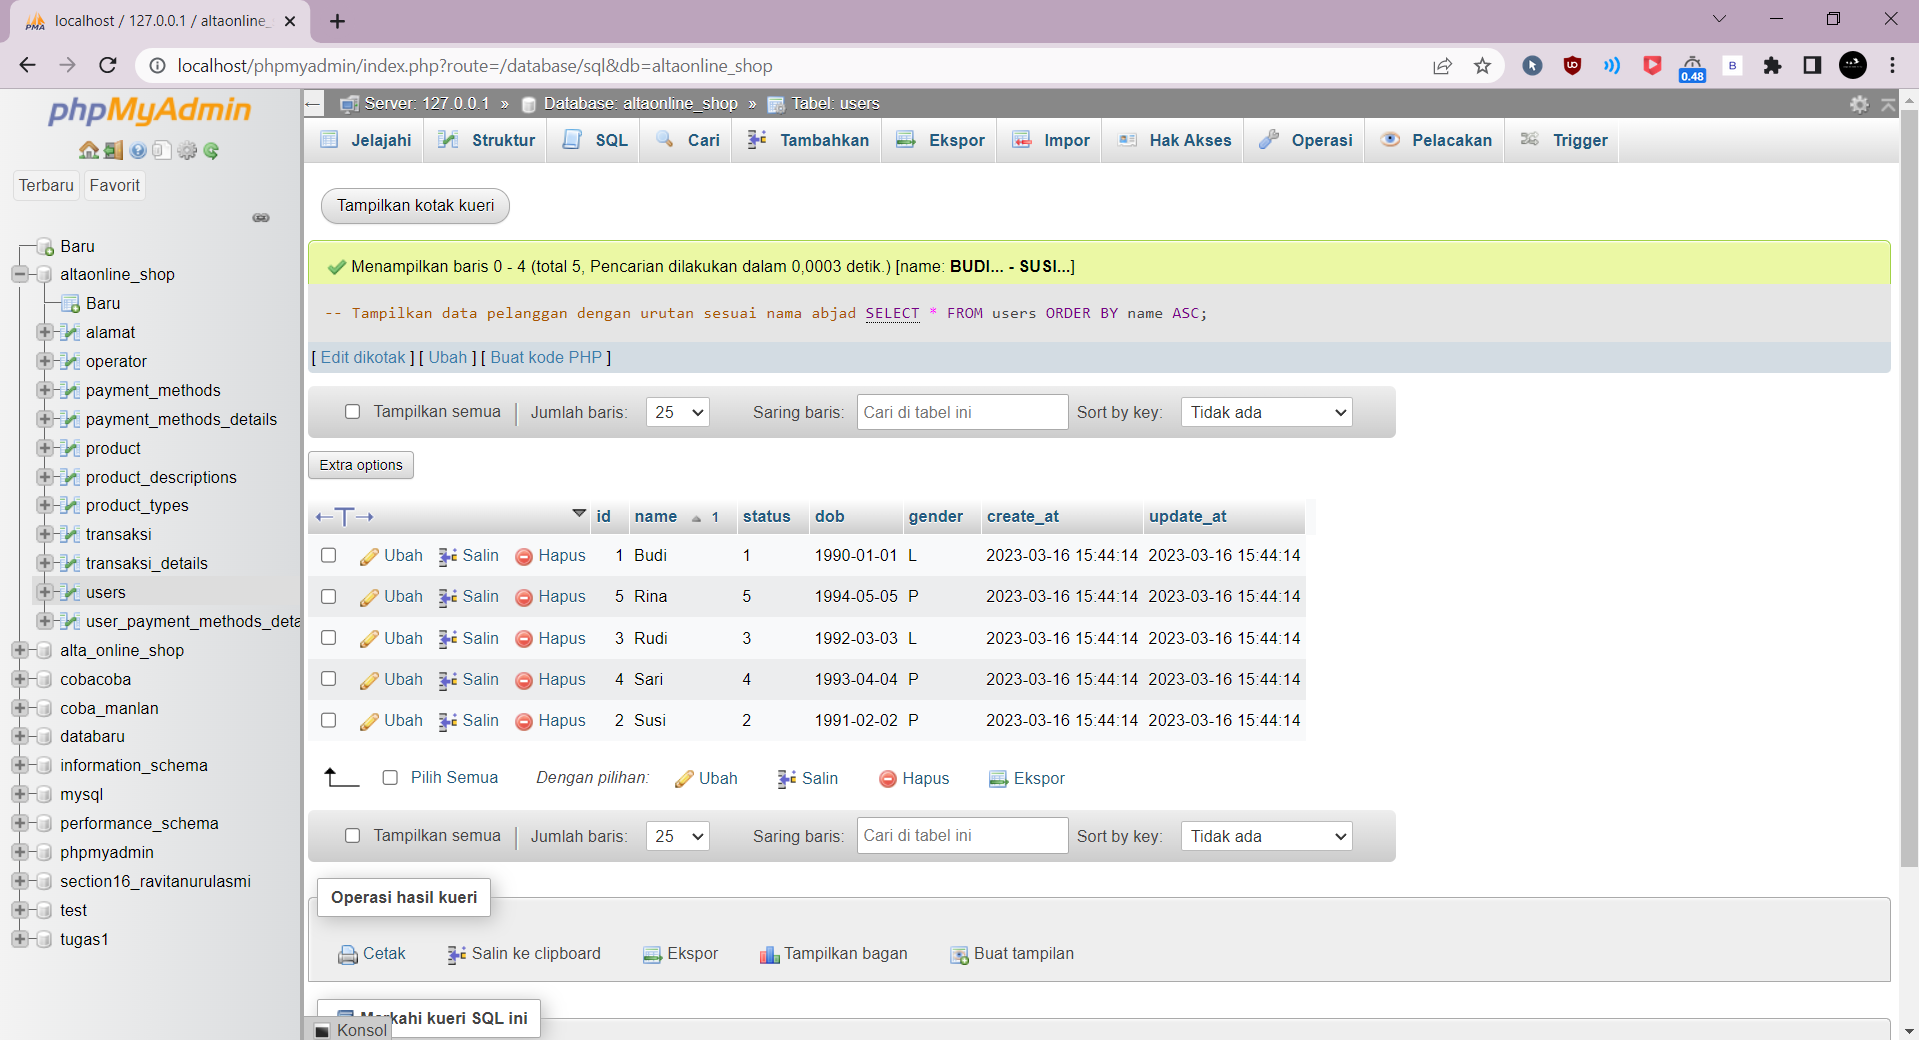 localhost / 127.0.0.1 / altaonline_
localhost/phpmyadmin/index.php?route=/database/sql&db=altaonline_shop
0.48
B
phpMyAdmin
Terbaru Favorit
Baru
altaonline_shop
Baru
alamat
operator
payment_methods
payment_methods_details
product
product_descriptions
product_types
transaksi
transaksi_details
users
user_payment_methods_deta
alta_online_shop
cobacoba
coba_manlan
databaru
information_schema
mysql
performance_schema
phpmyadmin
section16_ravitanurulasmi
test
tugas1
Server: 127.0.0.1 » Database: altaonline_shop » Tabel: users
Jelajahi Struktur SQL Cari Tambahkan Ekspor Impor Hak Akses Operasi Pelacakan Trigger
Tampilkan kotak kueri
Menampilkan baris 0 - 4 (total 5, Pencarian dilakukan dalam 0,0003 detik.) [name: BUDI... - SUSI...]
-- Tampilkan data pelanggan dengan urutan sesuai nama abjad SELECT * FROM users ORDER BY name ASC;
[ Edit dikotak ] [ Ubah ] [ Buat kode PHP ]
Tampilkan semua | Jumlah baris: 25 Saring baris: Cari di tabel ini Sort by key: Tidak ada
Extra options
id name 1 status dob gender create_at update_at
Ubah Salin Hapus 1 Budi 1 1990-01-01 L 2023-03-16 15:44:14 2023-03-16 15:44:14
Ubah Salin Hapus 5 Rina 5 1994-05-05 P 2023-03-16 15:44:14 2023-03-16 15:44:14
Ubah Salin Hapus 3 Rudi 3 1992-03-03 L 2023-03-16 15:44:14 2023-03-16 15:44:14
Ubah Salin Hapus 4 Sari 4 1993-04-04 P 2023-03-16 15:44:14 2023-03-16 15:44:14
Ubah Salin Hapus 2 Susi 2 1991-02-02 P 2023-03-16 15:44:14 2023-03-16 15:44:14
Pilih Semua Dengan pilihan: Ubah Salin Hapus Ekspor
Tampilkan semua | Jumlah baris: 25 Saring baris: Cari di tabel ini Sort by key: Tidak ada
Operasi hasil kueri
Cetak Salin ke clipboard Ekspor Tampilkan bagan Buat tampilan
Markahi kueri SQL ini
Konsol